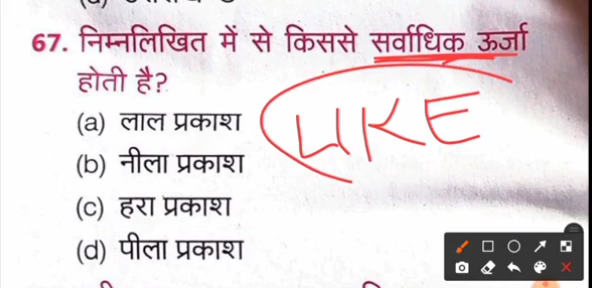 67. निम्नलिखित में से किससे सर्वाधिक ऊर्जा
होती है?
(a) लाल प्रकाश
LIKE
(b) नीला प्रकाश
(c) हरा प्रकाश
(d) पीला प्रकाश